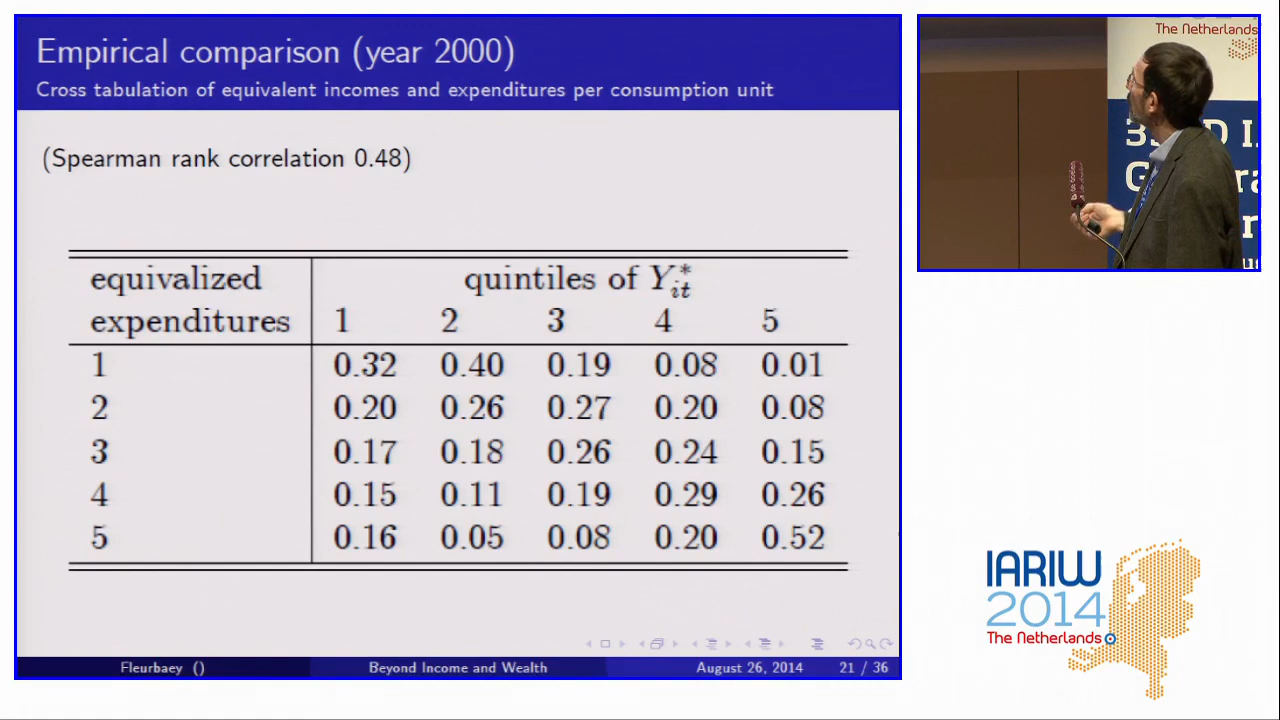 Empirical comparison (year 2000)
Cross tabulation of equivalent incomes and expenditures per consumption unit
(Spearman rank correlation 0.48)
equivalized quintiles of Y*it
expenditures 1 2 3 4 5
1 0.32 0.40 0.19 0.08 0.01
2 0.20 0.26 0.27 0.20 0.08
3 0.17 0.18 0.26 0.24 0.15
4 0.15 0.11 0.19 0.29 0.26
5 0.16 0.05 0.08 0.20 0.52
Fleurbaey () Beyond Income and Wealth August 26, 2014 21 / 36
The Netherlands
IARIW
2014
The Netherlands